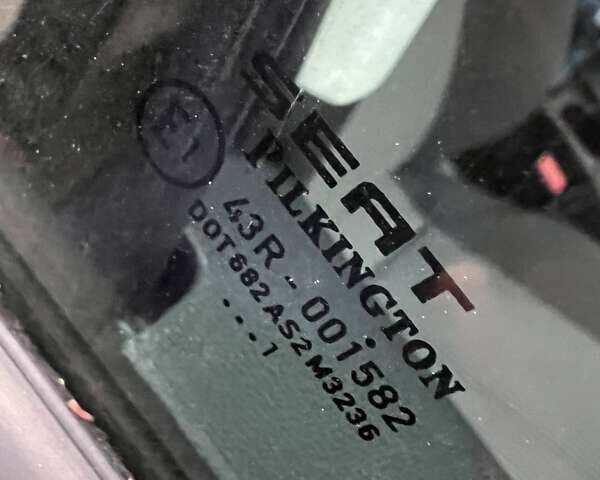 SEAT
PILKINGTON
E1
43R-001582
DOT682AS2M3236
...1